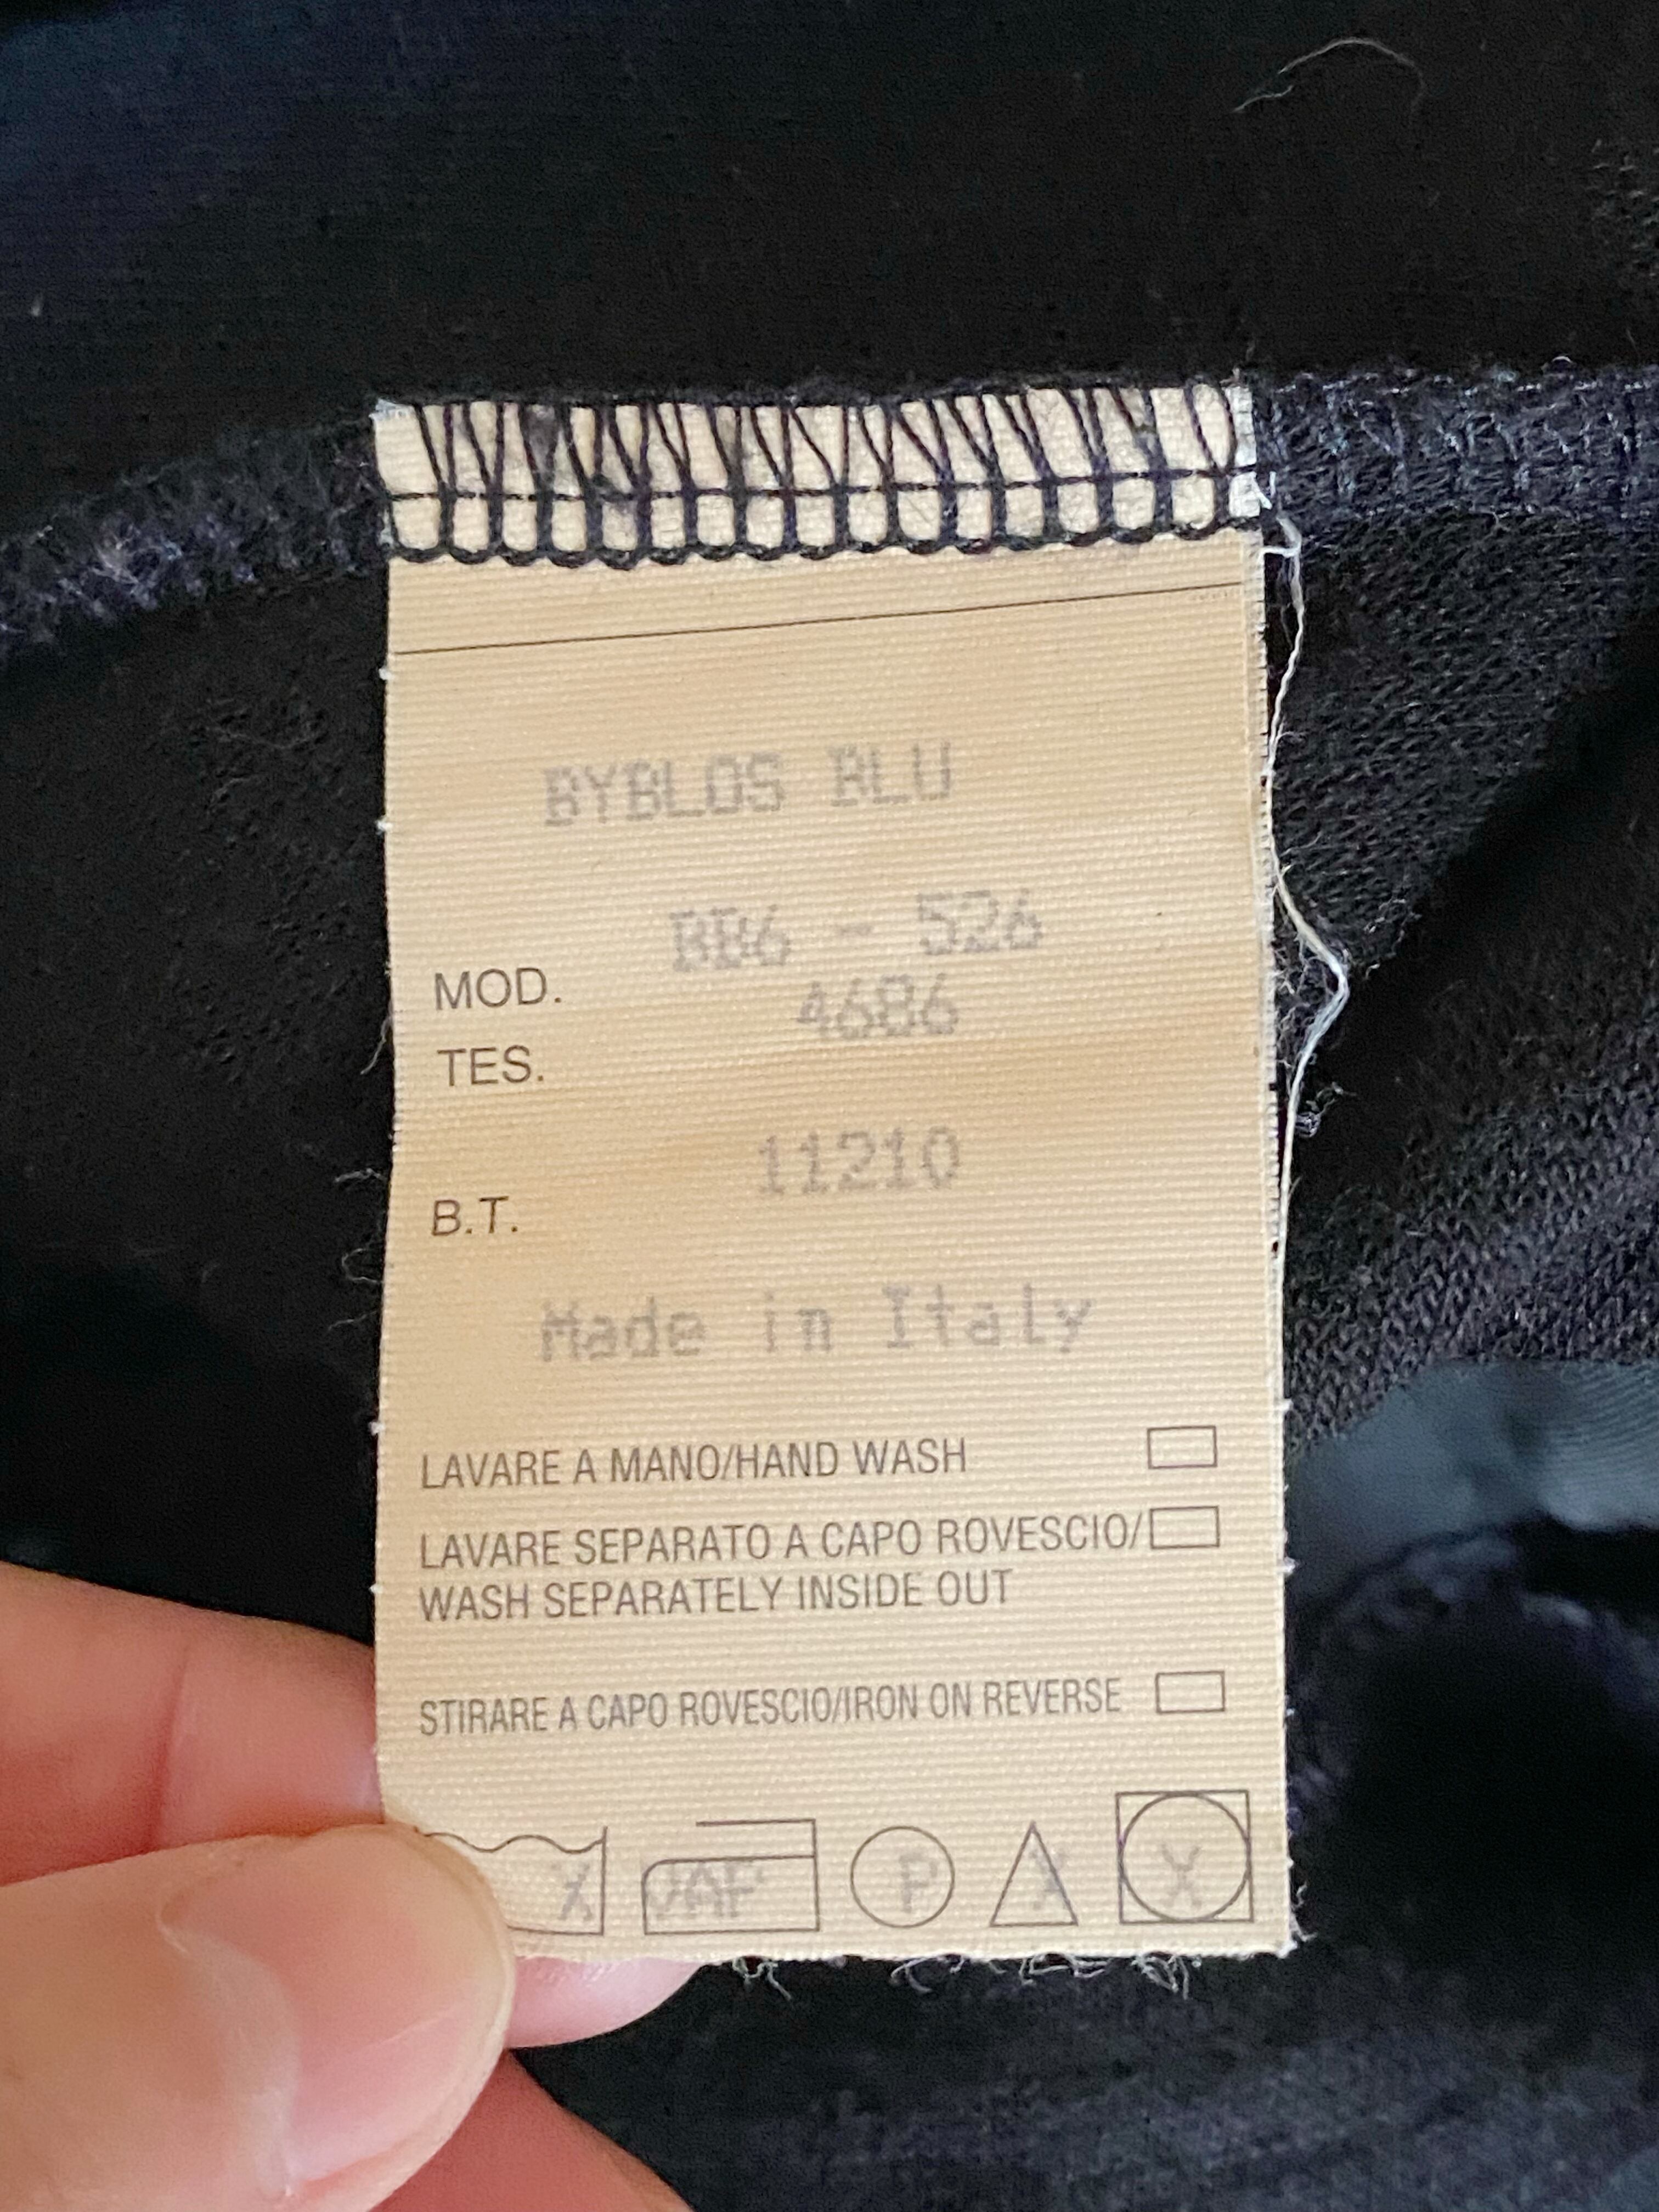 BYBLOS BLU
BB6 - 526
MOD.
4686
TES.
11210
B.T.
Made in Italy
LAVARE A MANO/HAND WASH
LAVARE SEPARATO A CAPO ROVESCIO/
WASH SEPARATELY INSIDE OUT
STIRARE A CAPO ROVESCIO/IRON ON REVERSE
X VAP P X X